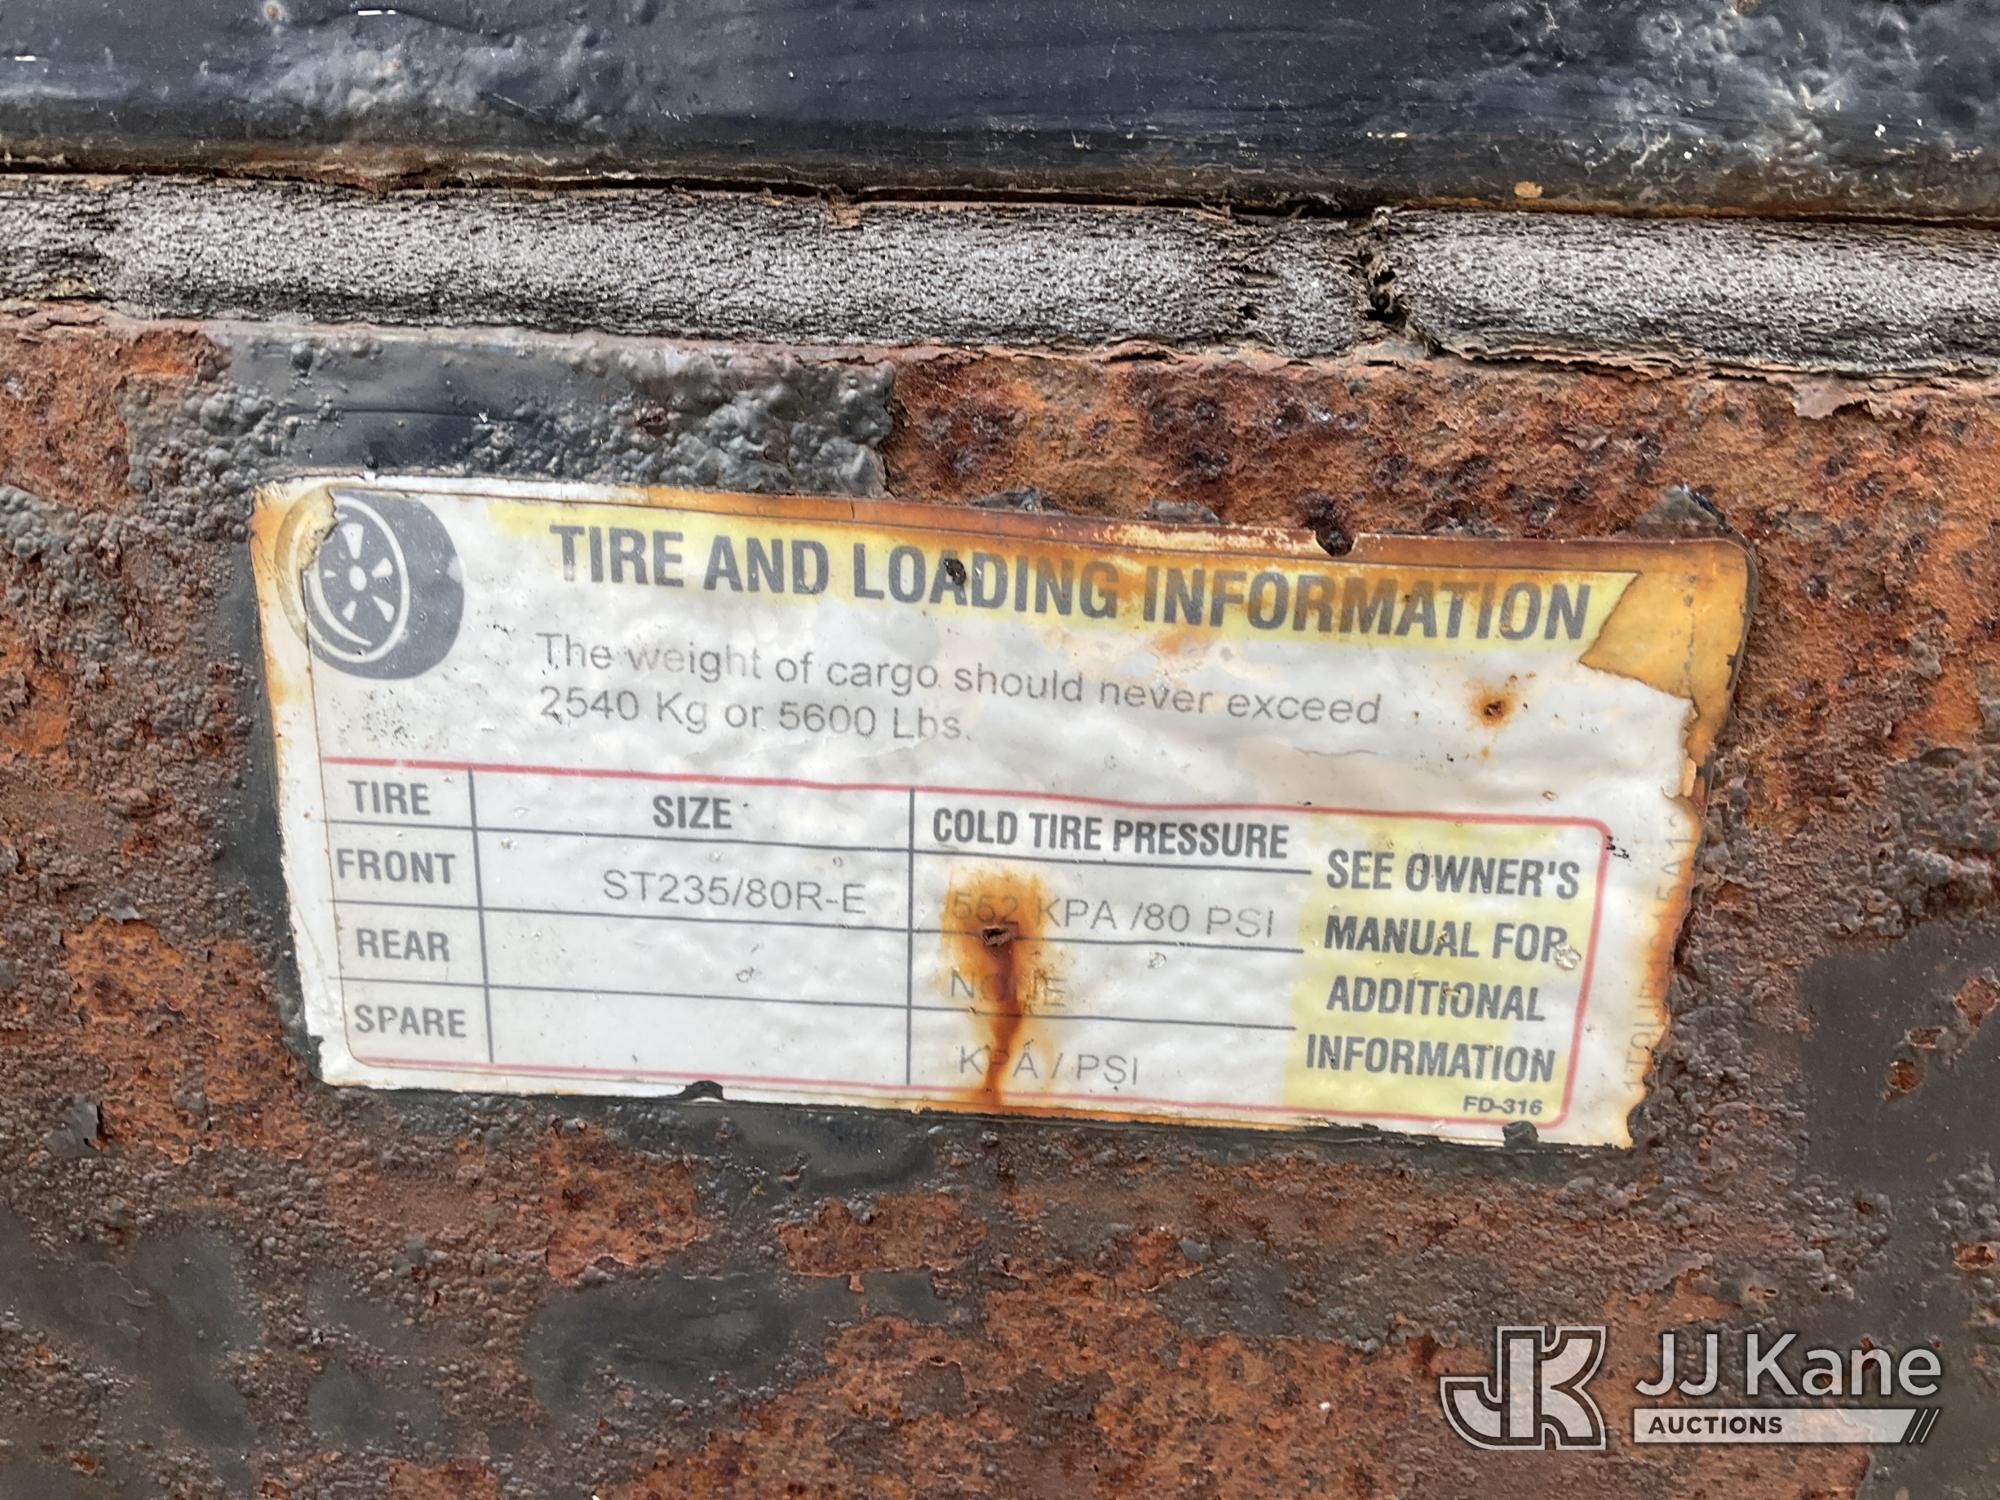 TIRE AND LOADING INFORMATION
The weight of cargo should never exceed
2540 Kg or 5600 Lbs.
TIRE SIZE COLD TIRE PRESSURE
FRONT ST235/80R-E 552 KPA /80 PSI
REAR NONE
SPARE KPA / PSI
SEE OWNER'S
MANUAL FOR
ADDITIONAL
INFORMATION
FD-316
JK JJ Kane
AUCTIONS